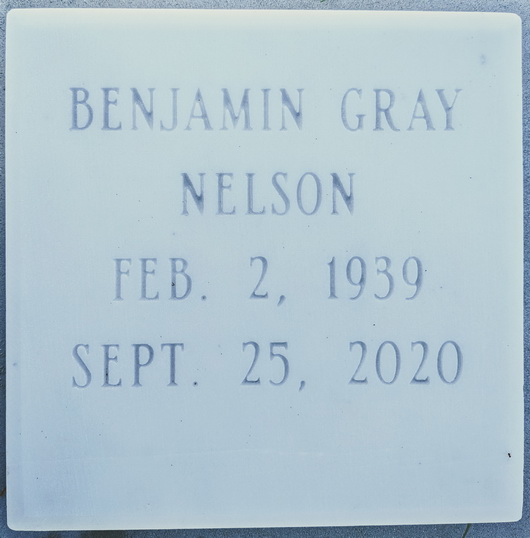 BENJAMIN GRAY
NELSON
FEB. 2, 1939
SEPT. 25, 2020